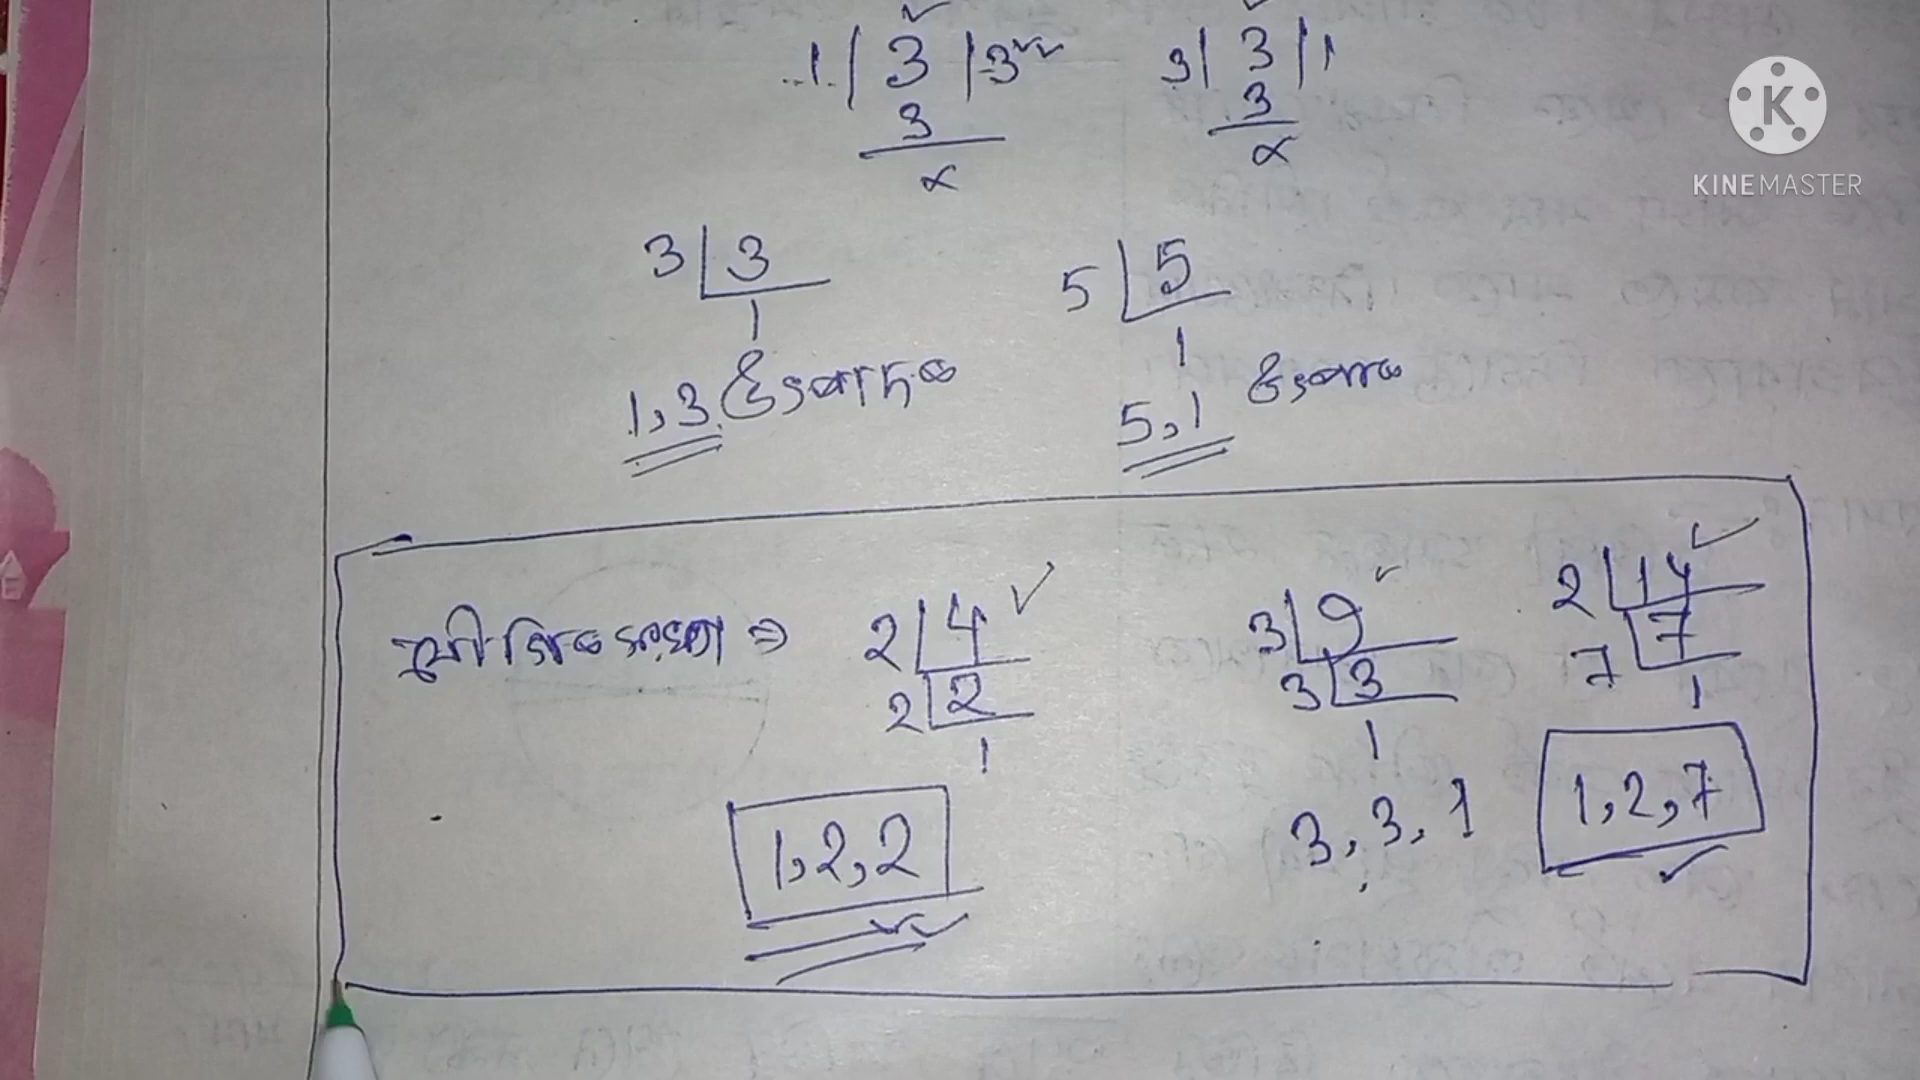 1 | 3 | 3 3 | 3 | 1
3 3
× ×
3 | 3 5 | 5
1 1
1,3 উৎপাদক 5,1
যৌগিক সংখ্যা ⇒ 2 | 4 3 | 9 2 | 14
2 | 2 3 | 3 7 | 7
1 1 1
1,2,2 3,3,1 1,2,7
K
KINEMASTER